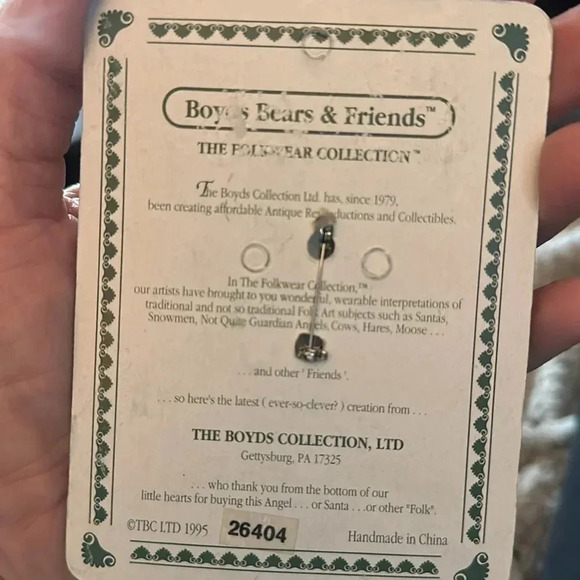 Boyds Bears & Friends™
THE FOLKWEAR COLLECTION™
The Boyds Collection Ltd. has, since 1979,
been creating affordable Antique Reproductions and Collectibles.
In The Folkwear Collection,™
our artists have brought to you wonderful, wearable interpretations of
traditional and not so traditional Folk Art subjects such as Santas,
Snowmen, Not Quite Guardian Angels, Cows, Hares, Moose . . .
. . . and other ' Friends '.
. . . so here's the latest ( ever-so-clever? ) creation from . . .
THE BOYDS COLLECTION, LTD
Gettysburg, PA 17325
. . . who thank you from the bottom of our
little hearts for buying this Angel . . . or Santa . . .or other "Folk".
©TBC LTD 1995 26404 Handmade in China